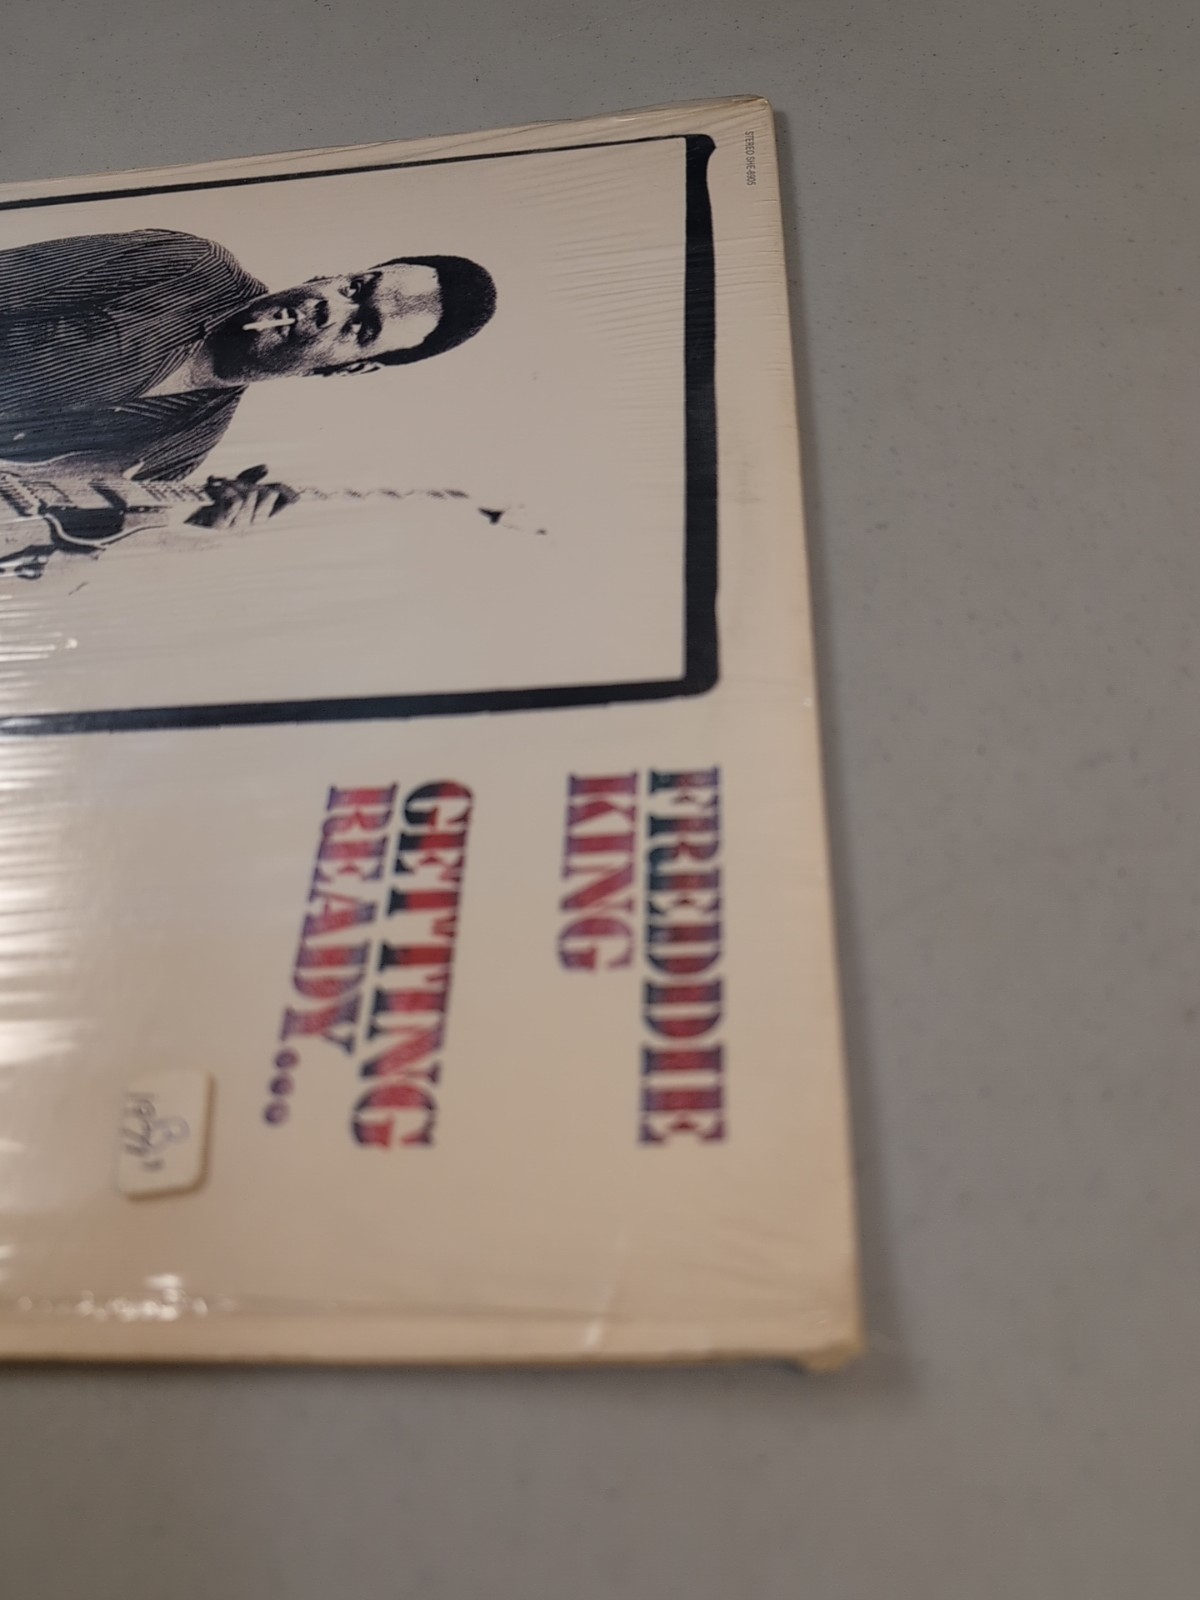 STEREO SHE-8905
FREDDIE
KING
GETTING
READY...